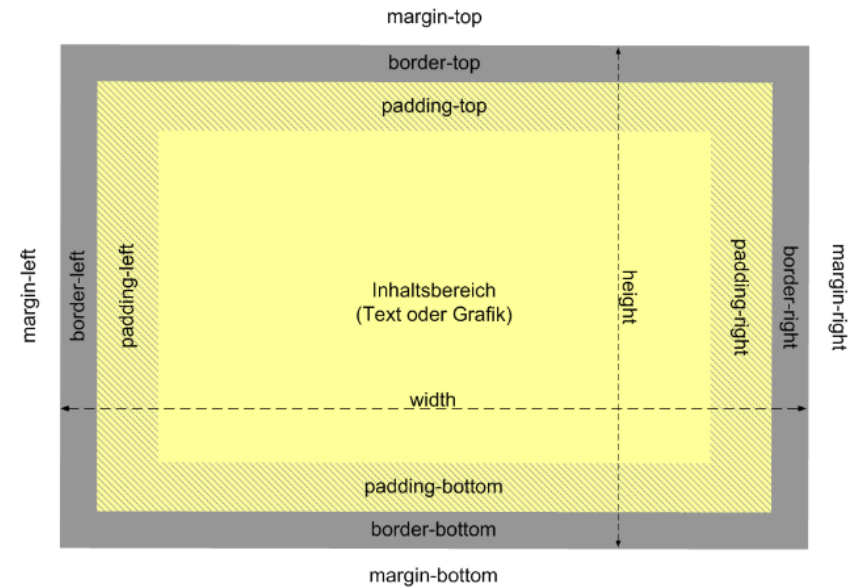 margin-top
border-top
padding-top
margin-left
border-left
padding-left
Inhaltsbereich
(Text oder Grafik)
height
padding-right
border-right
margin-right
width
padding-bottom
border-bottom
margin-bottom